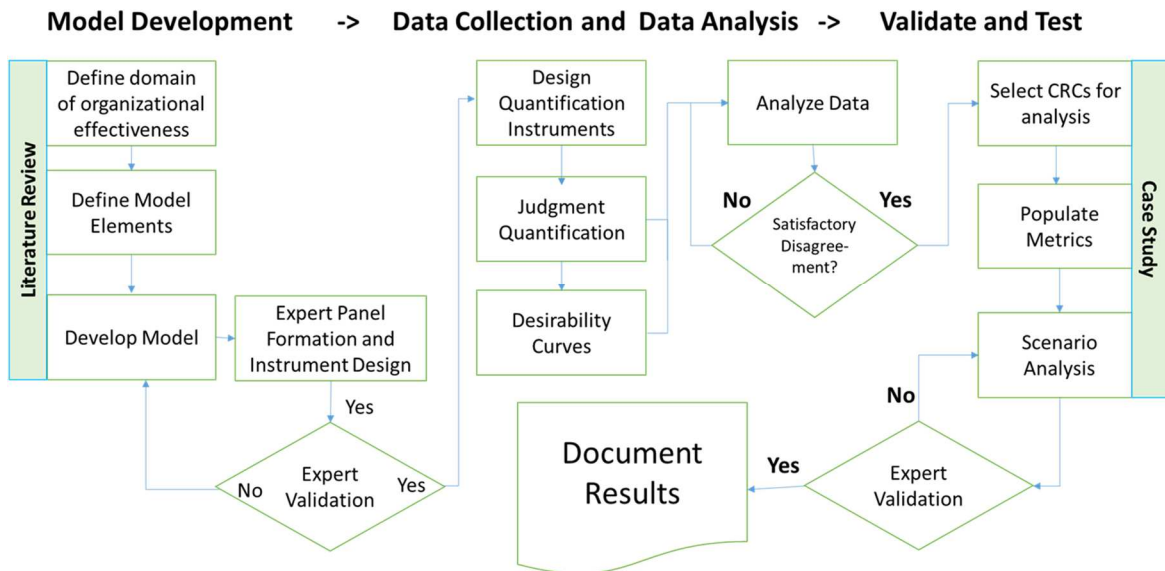 Model Development -> Data Collection and Data Analysis -> Validate and Test
Literature Review
Define domain
of organizational
effectiveness
Define Model
Elements
Develop Model
Expert Panel
Formation and
Instrument Design
Yes
No
Expert
Validation
Yes
Design
Quantification
Instruments
Judgment
Quantification
Desirability
Curves
Analyze Data
No
Yes
Satisfactory
Disagree-
ment?
Select CRCs for
analysis
Populate
Metrics
Scenario
Analysis
Case Study
No
Expert
Validation
Yes
Document
Results